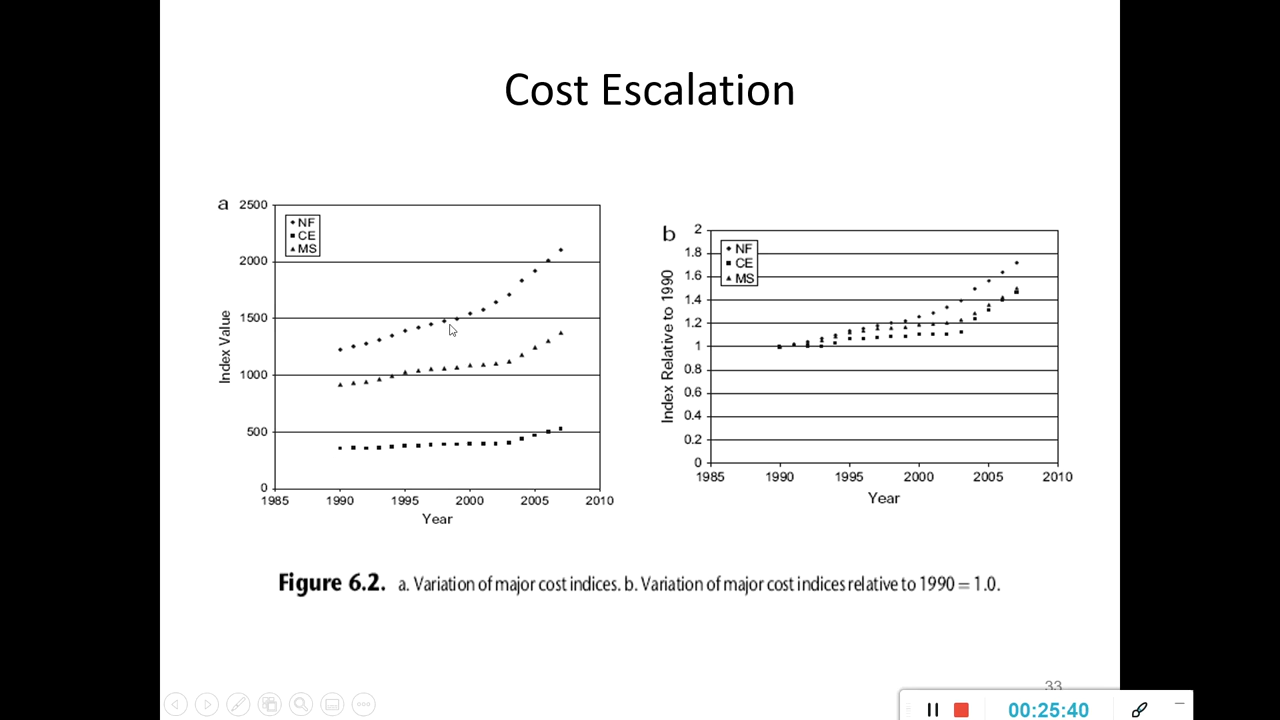 Cost Escalation
a
2500
2000
1500
1000
500
0
NF
CE
MS
Index Value
1985 1990 1995 2000 2005 2010
Year
b
2
1.8
1.6
1.4
1.2
1
0.8
0.6
0.4
0.2
0
NF
CE
MS
Index Relative to 1990
1985 1990 1995 2000 2005 2010
Year
Figure 6.2. a. Variation of major cost indices. b. Variation of major cost indices relative to 1990 = 1.0.
33
00:25:40